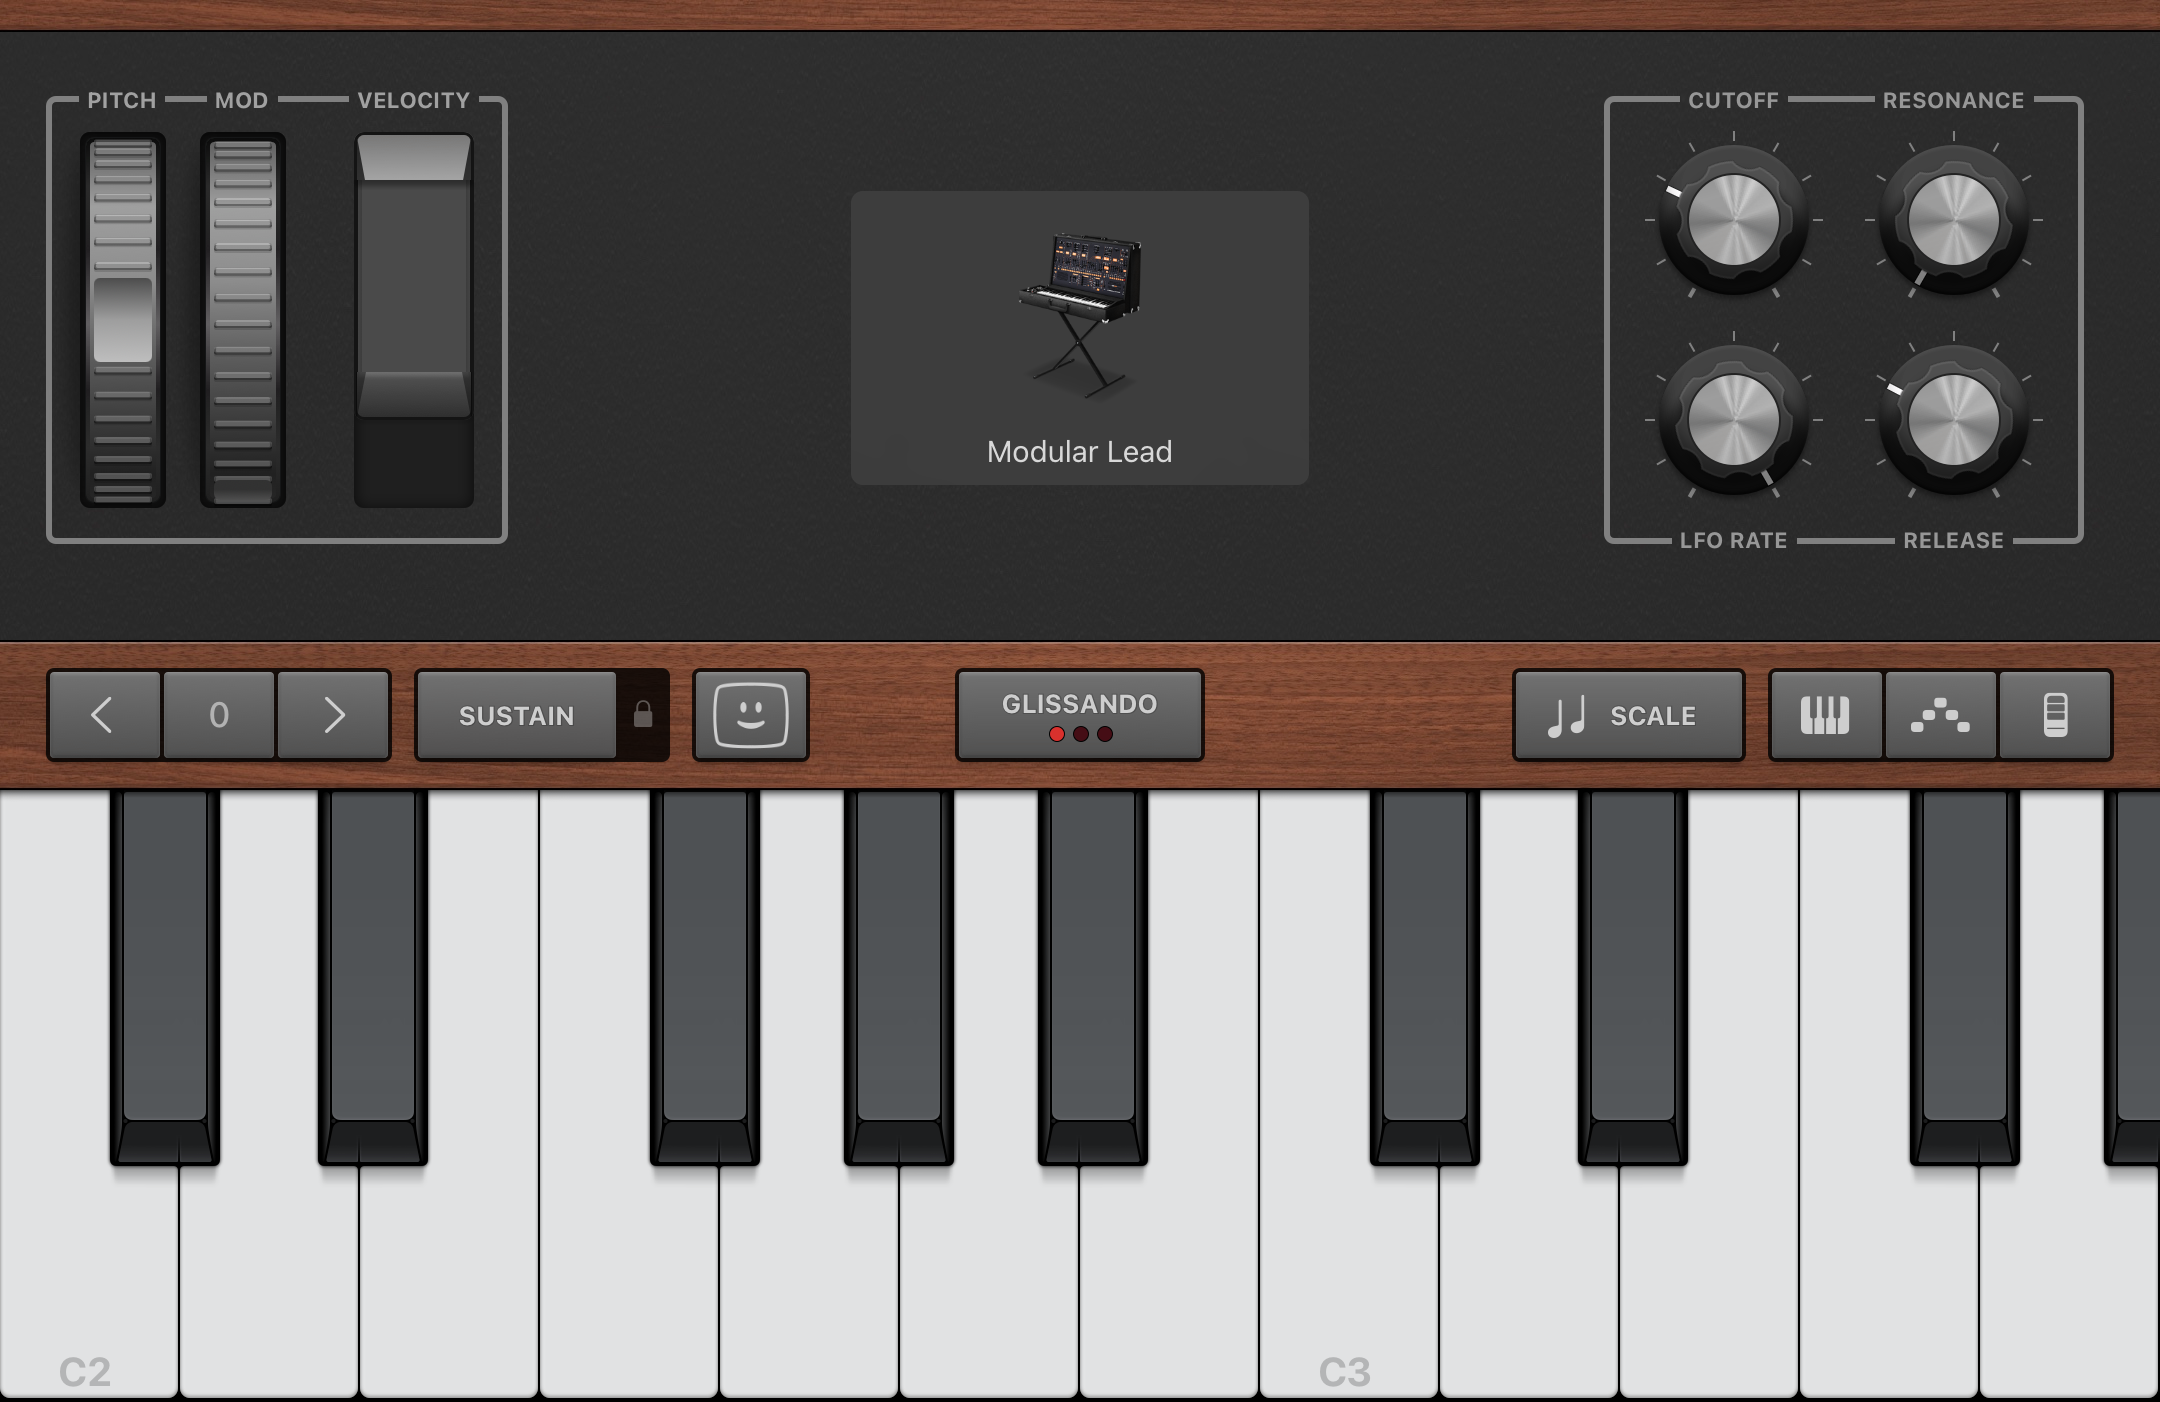 PITCH MOD VELOCITY
CUTOFF RESONANCE
Modular Lead
LFO RATE RELEASE
0
SUSTAIN
GLISSANDO
SCALE
C2
C3